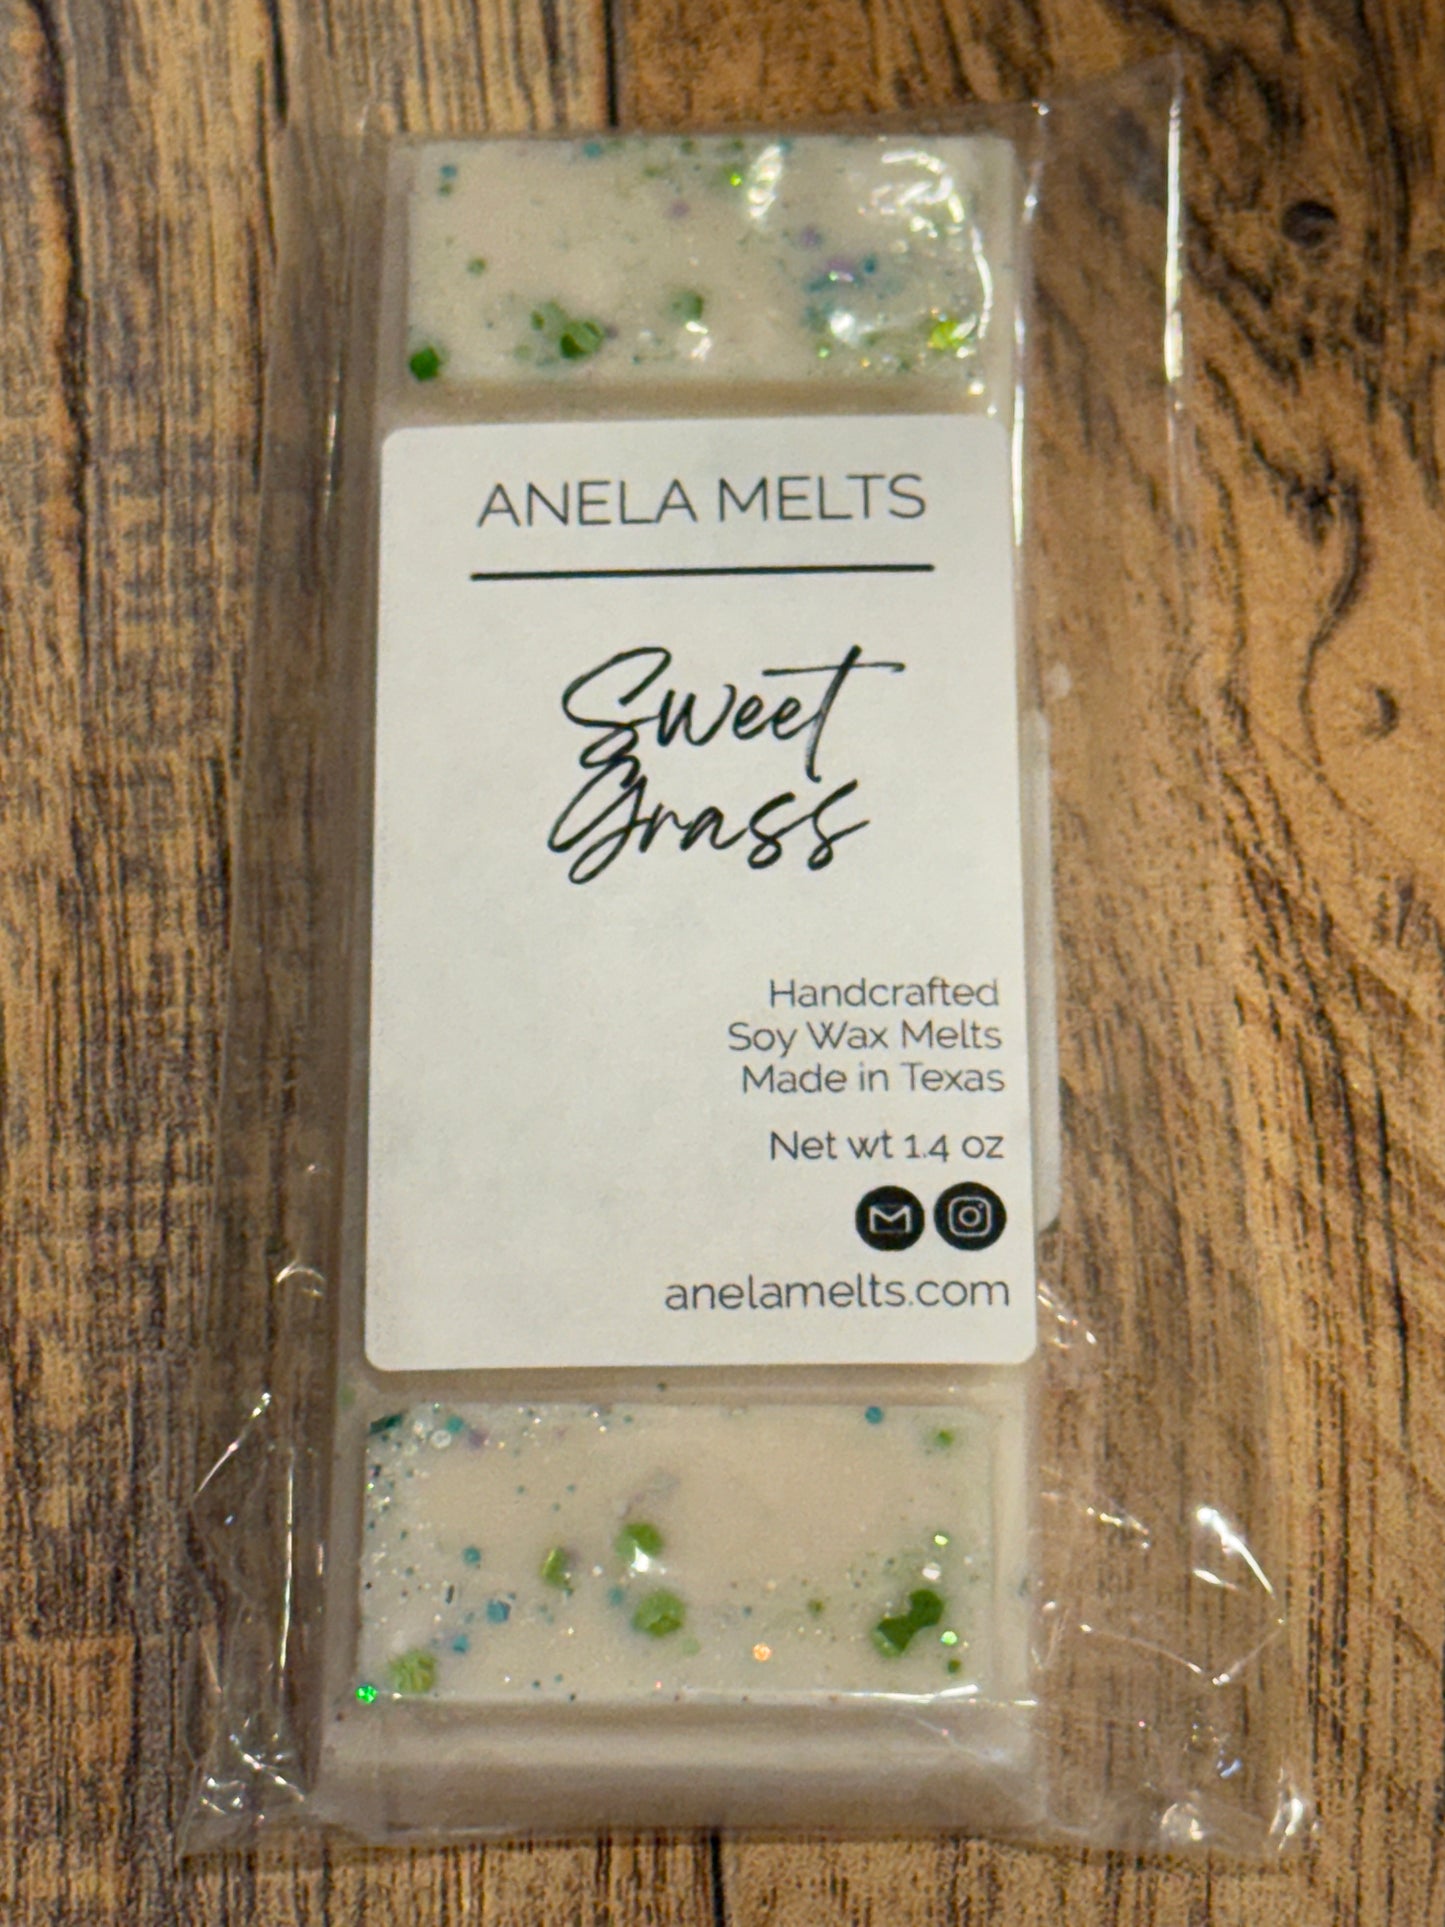 ANELA MELTS
Sweet
Grass
Handcrafted
Soy Wax Melts
Made in Texas
Net wt 1.4 oz
anelamelts.com